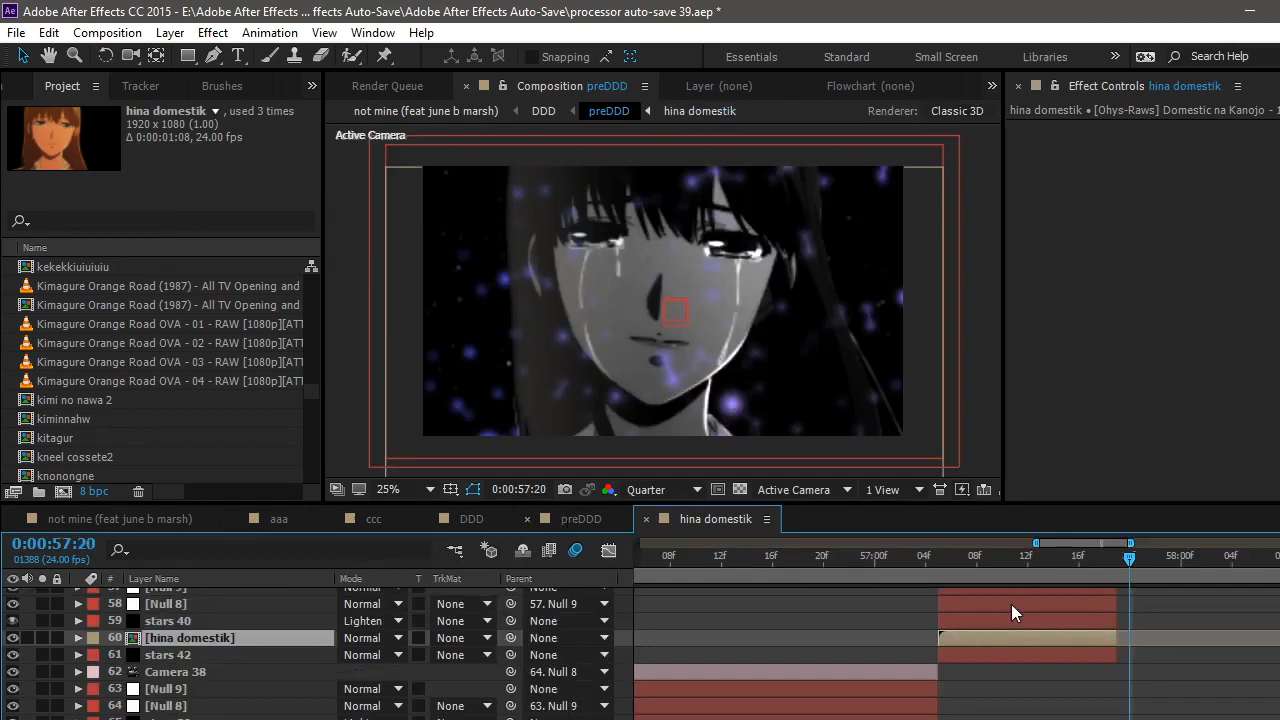 Adobe After Effects CC 2015 - E:\Adobe After Effects ... ffects Auto-Save\Adobe After Effects Auto-Save\processor auto-save 39.aep *
File Edit Composition Layer Effect Animation View Window Help
Snapping Essentials Standard Small Screen Libraries Search Help
Project Tracker Brushes
Render Queue Composition preDDD Layer (none) Flowchart (none)
Effect Controls hina domestik
hina domestik , used 3 times
1920 x 1080 (1.00)
Δ 0:00:01:08, 24.00 fps
not mine (feat june b marsh) DDD preDDD hina domestik Renderer: Classic 3D
hina domestik • [Ohys-Raws] Domestic na Kanojo - 1
Active Camera
Name
kekekkiuiuiuiu
Kimagure Orange Road (1987) - All TV Opening and
Kimagure Orange Road (1987) - All TV Opening and
Kimagure Orange Road OVA - 01 - RAW [1080p][ATT
Kimagure Orange Road OVA - 02 - RAW [1080p][ATT
Kimagure Orange Road OVA - 03 - RAW [1080p][ATT
Kimagure Orange Road OVA - 04 - RAW [1080p][ATT
kimi no nawa 2
kiminnahw
kitagur
kneel cossete2
knonongne
8 bpc
25% 0:00:57:20 Quarter Active Camera 1 View
not mine (feat june b marsh) aaa ccc DDD preDDD hina domestik
0:00:57:20
01388 (24.00 fps)
08f 12f 16f 20f 57:00f 04f 08f 12f 16f 58:00f 04f
# Layer Name Mode T TrkMat Parent
57 [Null 9] Normal None None
58 [Null 8] Normal None 57. Null 9
59 stars 40 Lighten None None
60 [hina domestik] Normal None None
61 stars 42 Normal None None
62 Camera 38 64. Null 8
63 [Null 9] Normal None None
64 [Null 8] Normal None 63. Null 9